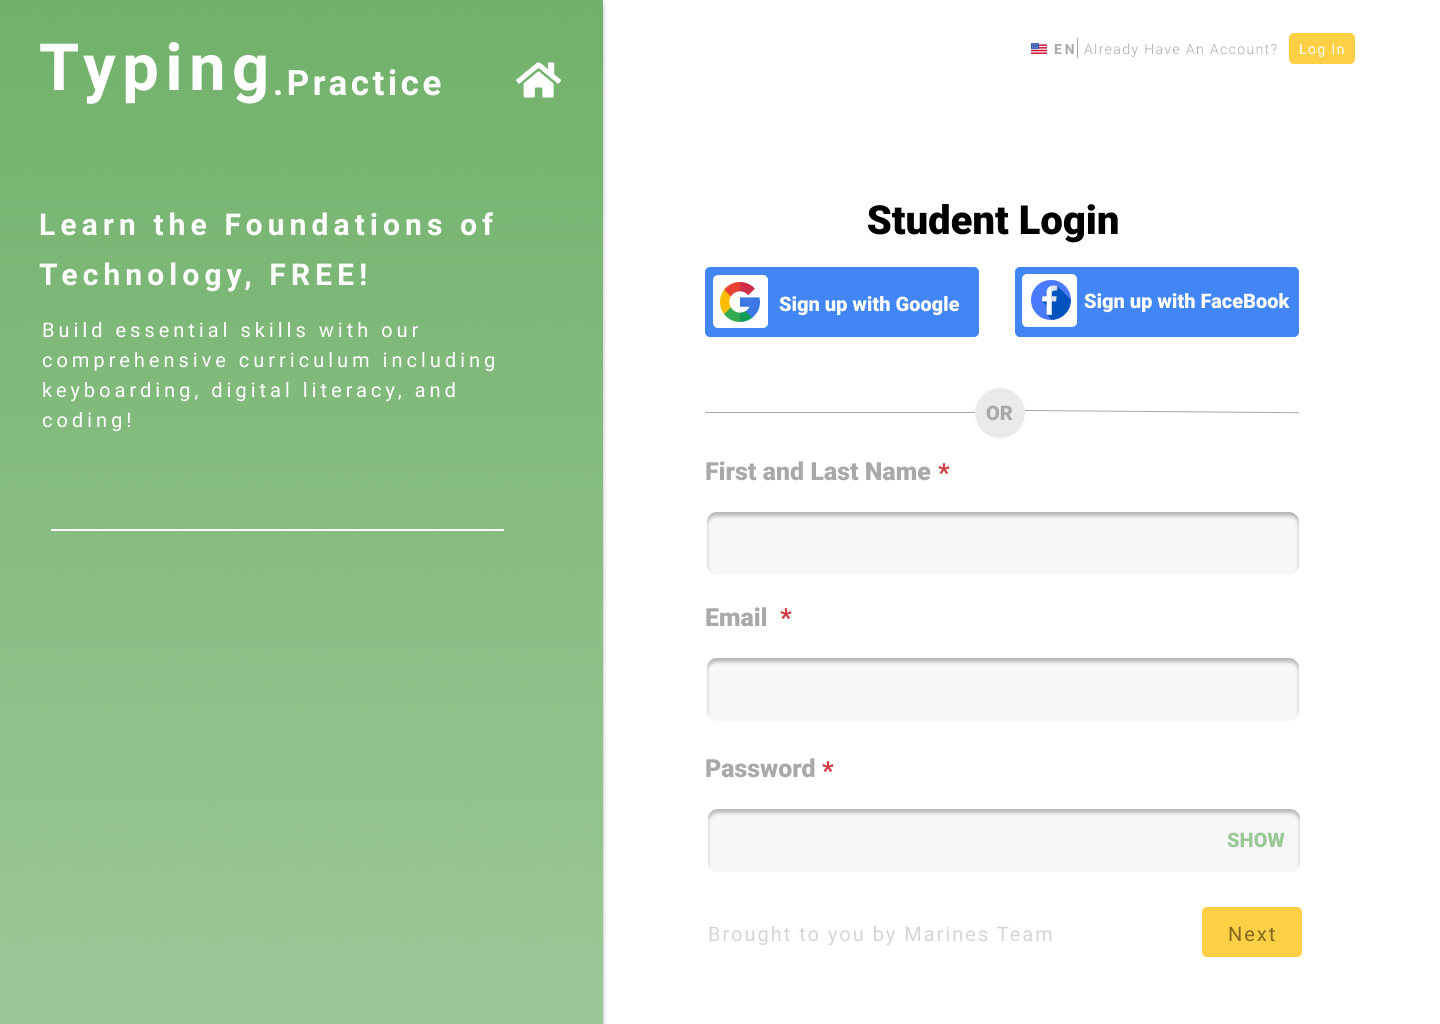 Typing.Practice
Learn the Foundations of
Technology, FREE!
Build essential skills with our
comprehensive curriculum including
keyboarding, digital literacy, and
coding!
EN Already Have An Account? Log In
Student Login
Sign up with Google
Sign up with FaceBook
OR
First and Last Name *
Email *
Password *
SHOW
Brought to you by Marines Team
Next